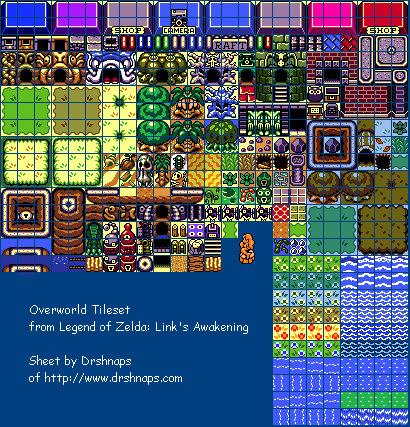 SHOP
CAMERA
SHOP
RAFT
Overworld Tileset
from Legend of Zelda: Link's Awakening
Sheet by Drshnaps
of http://www.drshnaps.com